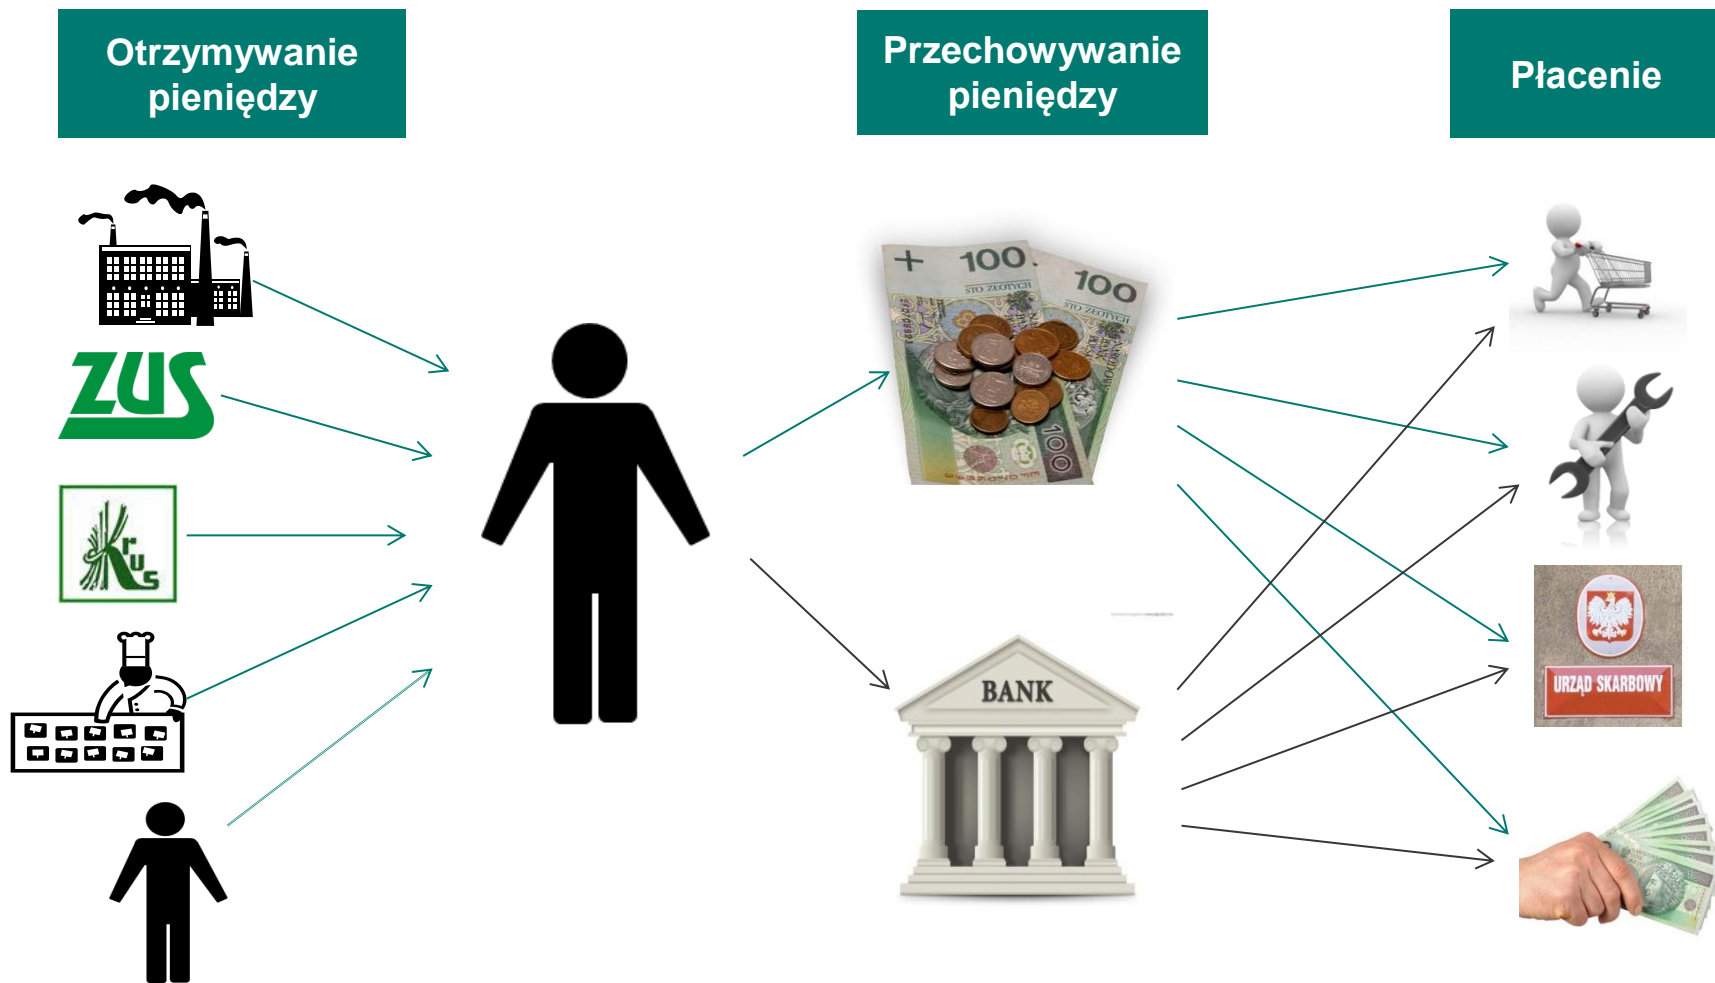 Otrzymywanie
pieniędzy
Przechowywanie
pieniędzy
Płacenie
ZUS
Krus
100
STO ZŁOTYCH
100
STO ZŁOTYCH
100
BANK
URZĄD SKARBOWY